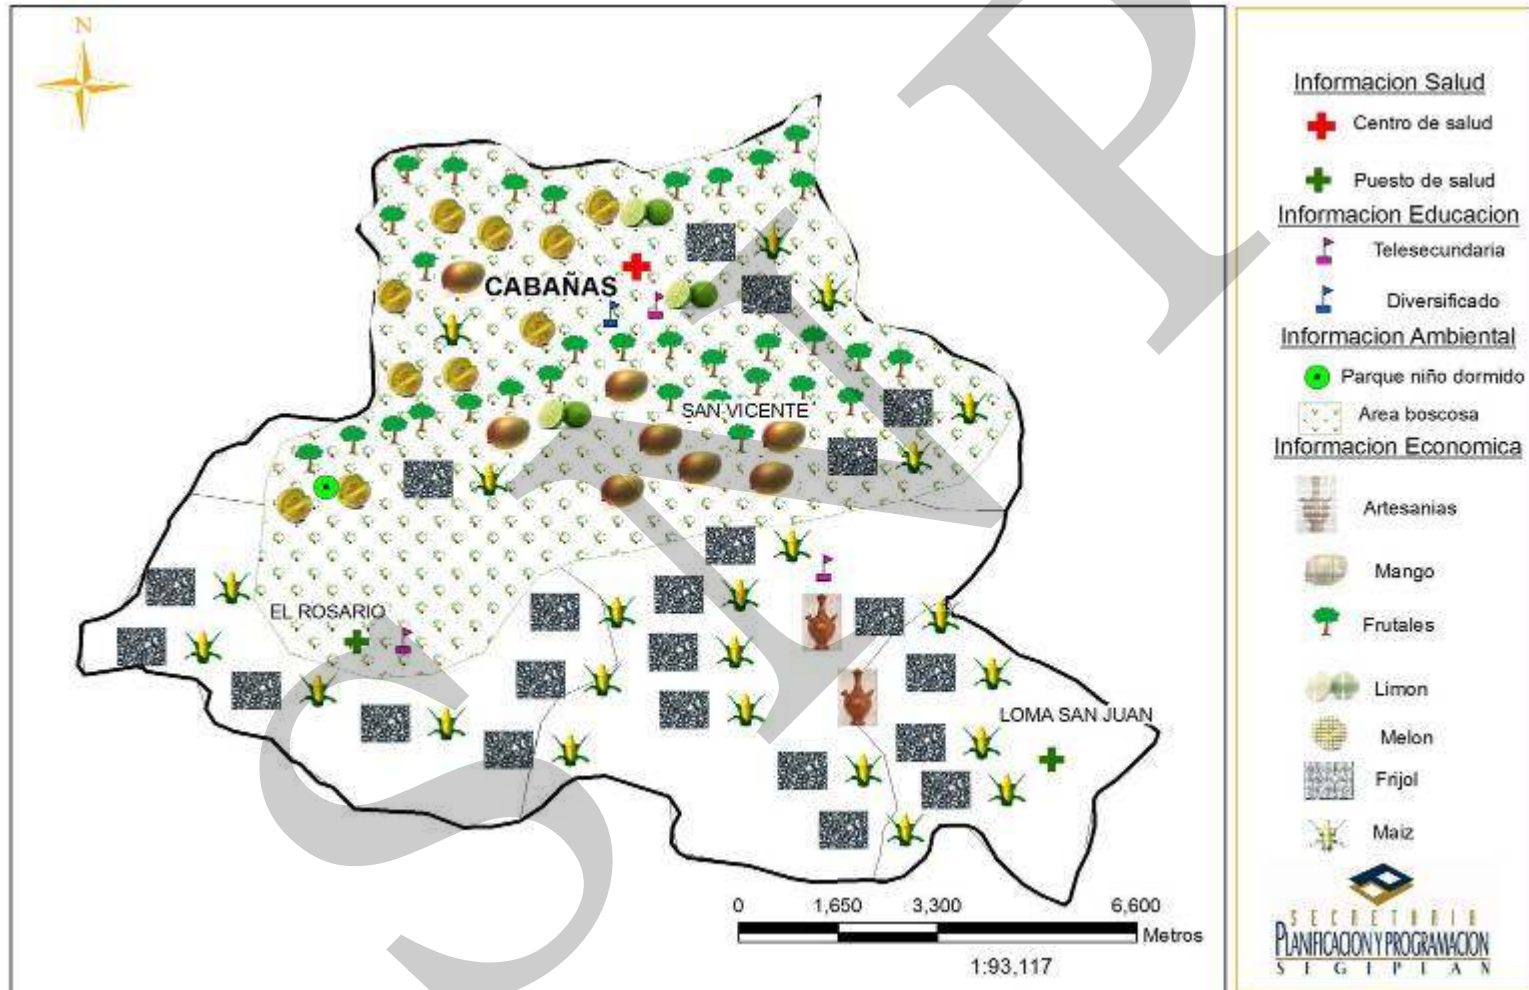 N
CABAÑAS
SAN VICENTE
EL ROSARIO
LOMA SAN JUAN
0 1,650 3,300 6,600
Metros
1:93,117
Informacion Salud
Centro de salud
Puesto de salud
Informacion Educacion
Telesecundaria
Diversificado
Informacion Ambiental
Parque niño dormido
Area boscosa
Informacion Economica
Artesanias
Mango
Frutales
Limon
Melon
Frijol
Maiz
SECRETARIA
PLANIFICACION Y PROGRAMACION
SEGEPLAN